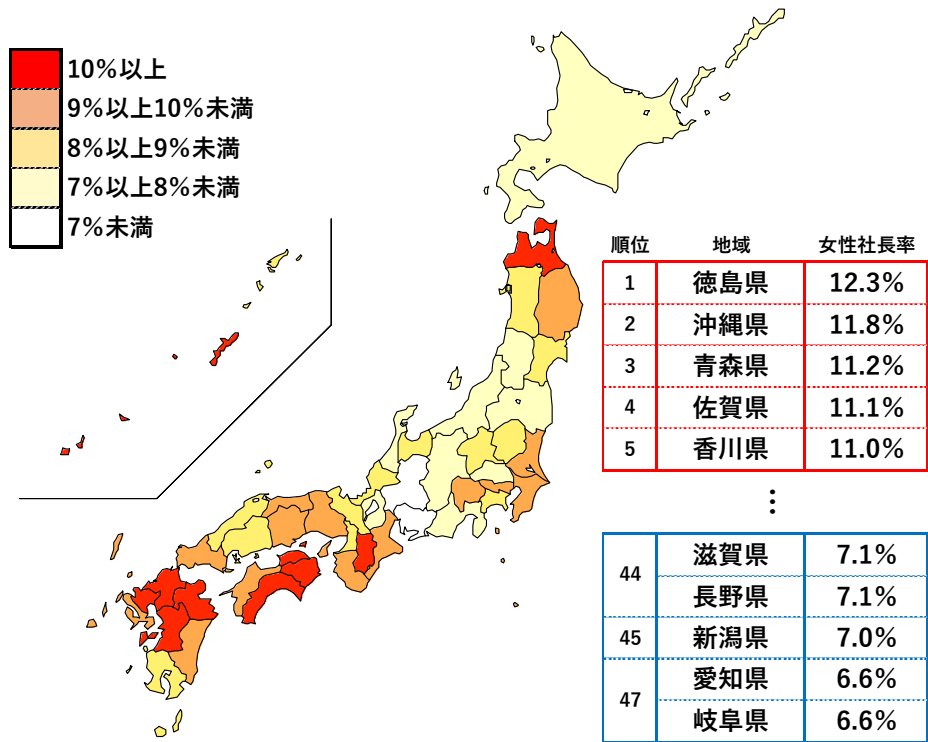 10%以上
9%以上10%未満
8%以上9%未満
7%以上8%未満
7%未満
順位 地域 女性社長率
1 徳島県 12.3%
2 沖縄県 11.8%
3 青森県 11.2%
4 佐賀県 11.1%
5 香川県 11.0%
⋮
44 滋賀県 7.1%
長野県 7.1%
45 新潟県 7.0%
47 愛知県 6.6%
岐阜県 6.6%